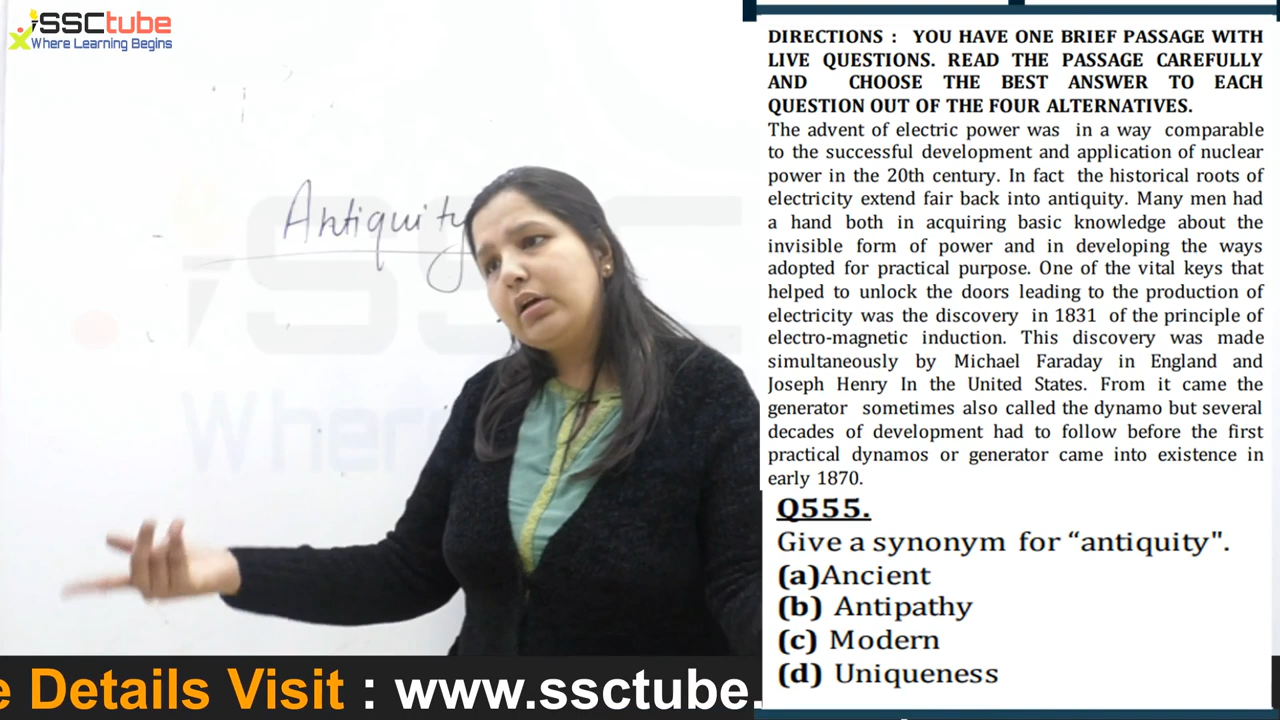 SSCtube
Where Learning Begins
Antiquity
DIRECTIONS : YOU HAVE ONE BRIEF PASSAGE WITH
LIVE QUESTIONS. READ THE PASSAGE CAREFULLY
AND CHOOSE THE BEST ANSWER TO EACH
QUESTION OUT OF THE FOUR ALTERNATIVES.
The advent of electric power was in a way comparable
to the successful development and application of nuclear
power in the 20th century. In fact the historical roots of
electricity extend fair back into antiquity. Many men had
a hand both in acquiring basic knowledge about the
invisible form of power and in developing the ways
adopted for practical purpose. One of the vital keys that
helped to unlock the doors leading to the production of
electricity was the discovery in 1831 of the principle of
electro-magnetic induction. This discovery was made
simultaneously by Michael Faraday in England and
Joseph Henry In the United States. From it came the
generator sometimes also called the dynamo but several
decades of development had to follow before the first
practical dynamos or generator came into existence in
early 1870.
Q555.
Give a synonym for “antiquity".
(a)Ancient
(b) Antipathy
(c) Modern
(d) Uniqueness
e Details Visit : www.ssctube.